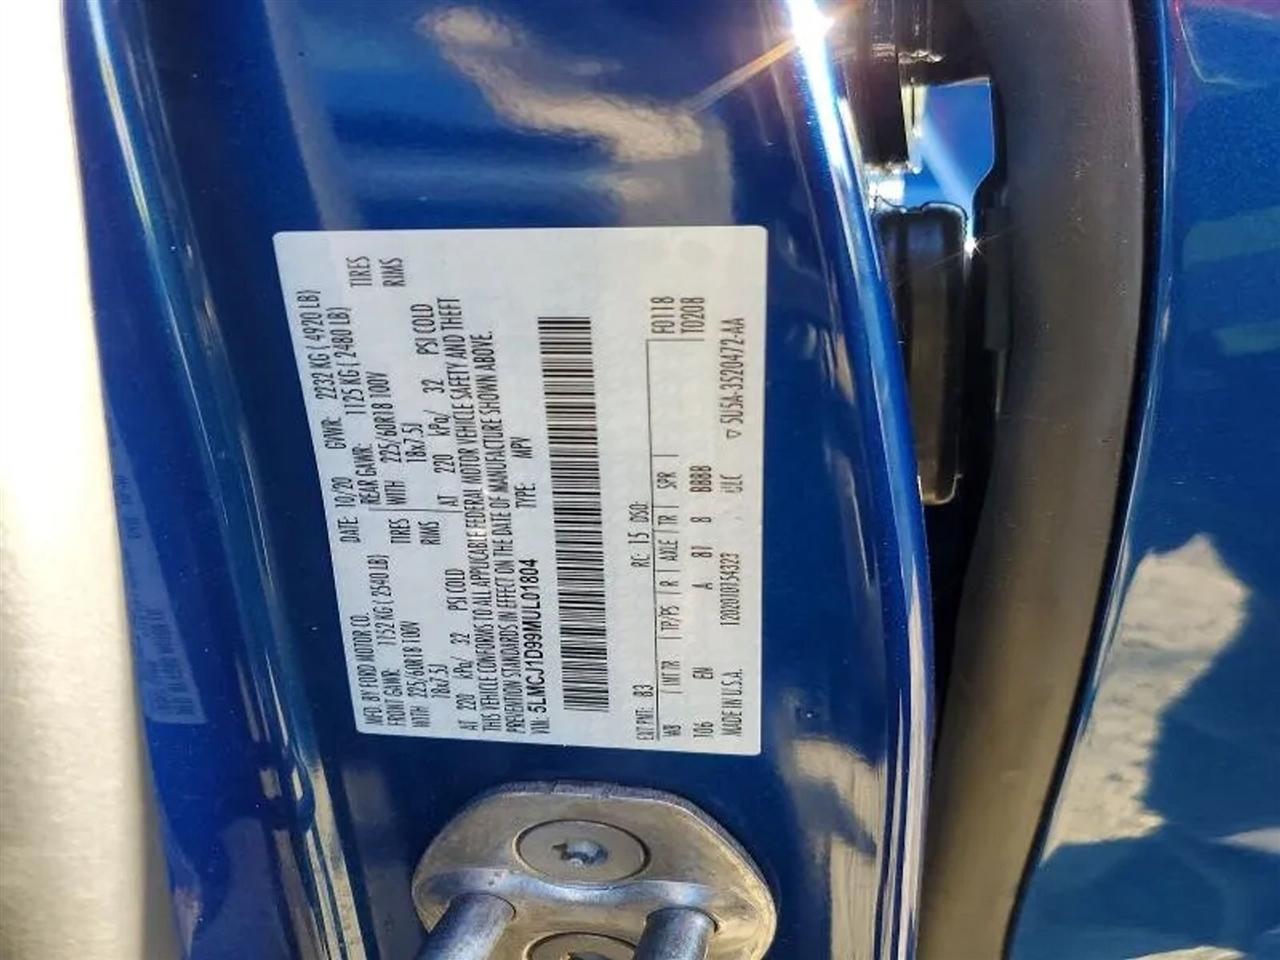 MFD. BY FORD MOTOR CO.
DATE: 10/20 GVWR: 2232 KG ( 4920 LB)
FRONT GAWR: 1152 KG ( 2540 LB) REAR GAWR: 1125 KG ( 2480 LB)
WITH 225/60R18 100V TIRES WITH 225/60R18 100V TIRES
18x7.5J RIMS 18x7.5J RIMS
AT 220 kPa/ 32 PSI COLD AT 220 kPa/ 32 PSI COLD
THIS VEHICLE CONFORMS TO ALL APPLICABLE FEDERAL MOTOR VEHICLE SAFETY AND THEFT
PREVENTION STANDARDS IN EFFECT ON THE DATE OF MANUFACTURE SHOWN ABOVE.
VIN: 5LMCJ1D99MUL01804 TYPE: MPV
EXT PNT: B3 RC: 15 DSO: F0118
WB INT TR TP/PS R AXLE TR SPR T0208
106 EN A 87 8 BBBB
MADE IN U.S.A. ▽ 5U5A-3520472-AA